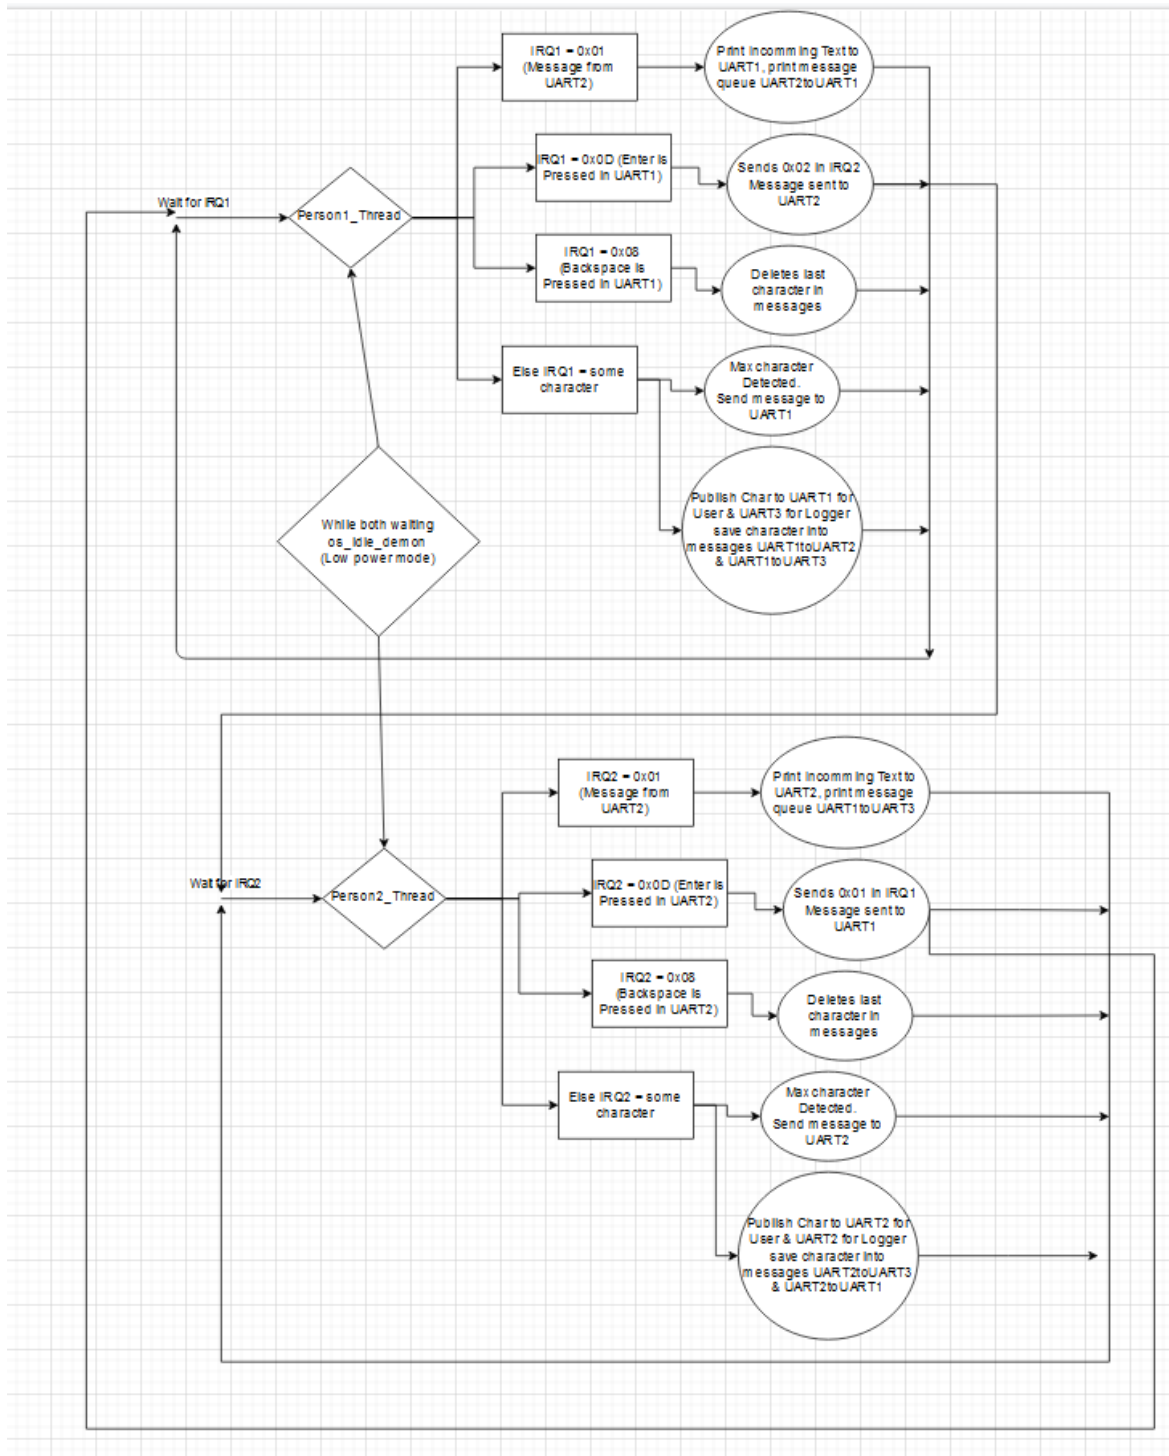 IRQ1 = 0x01
(Message from
UART2)
Print Incomming Text to
UART1, print message
queue UART2toUART1
IRQ1 = 0x0D (Enter Is
Pressed In UART1)
Sends 0x02 In IRQ2
Message sent to
UART2
Wait for IRQ1
Person1_Thread
IRQ1 = 0x08
(Backspace Is
Pressed In UART1)
Deletes last
character In
messages
Else IRQ1 = some
character
Max character
Detected.
Send message to
UART1
While both waiting
os_Idle_demon
(Low power mode)
Publish Char to UART1 for
User & UART3 for Logger
save character Into
messages UART1toUART2
& UART1toUART3
IRQ2 = 0x01
(Message from
UART2)
Print Incomming Text to
UART2, print message
queue UART1toUART3
Wait for IRQ2
Person2_Thread
IRQ2 = 0x0D (Enter Is
Pressed In UART2)
Sends 0x01 In IRQ1
Message sent to
UART1
IRQ2 = 0x08
(Backspace Is
Pressed In UART2)
Deletes last
character In
messages
Else IRQ2 = some
character
Max character
Detected.
Send message to
UART2
Publish Char to UART2 for
User & UART2 for Logger
save character Into
messages UART2toUART3
& UART2toUART1